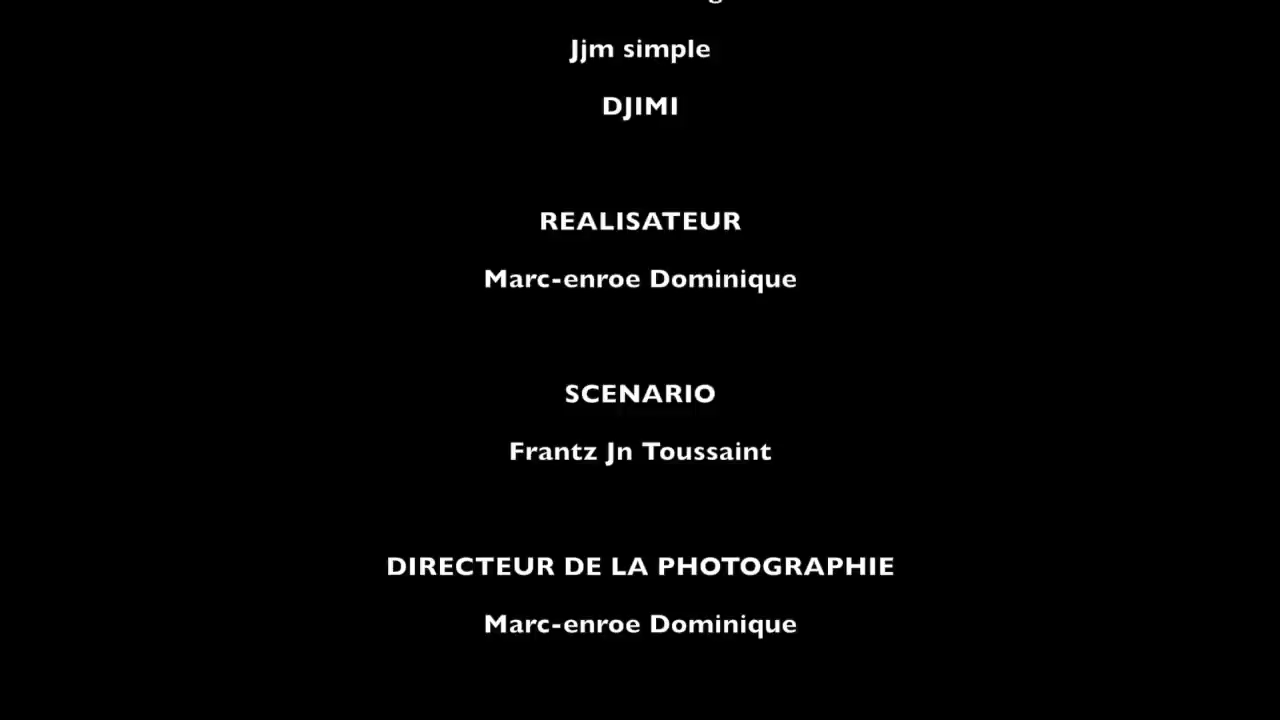 Jjm simple
DJIMI
REALISATEUR
Marc-enroe Dominique
SCENARIO
Frantz Jn Toussaint
DIRECTEUR DE LA PHOTOGRAPHIE
Marc-enroe Dominique